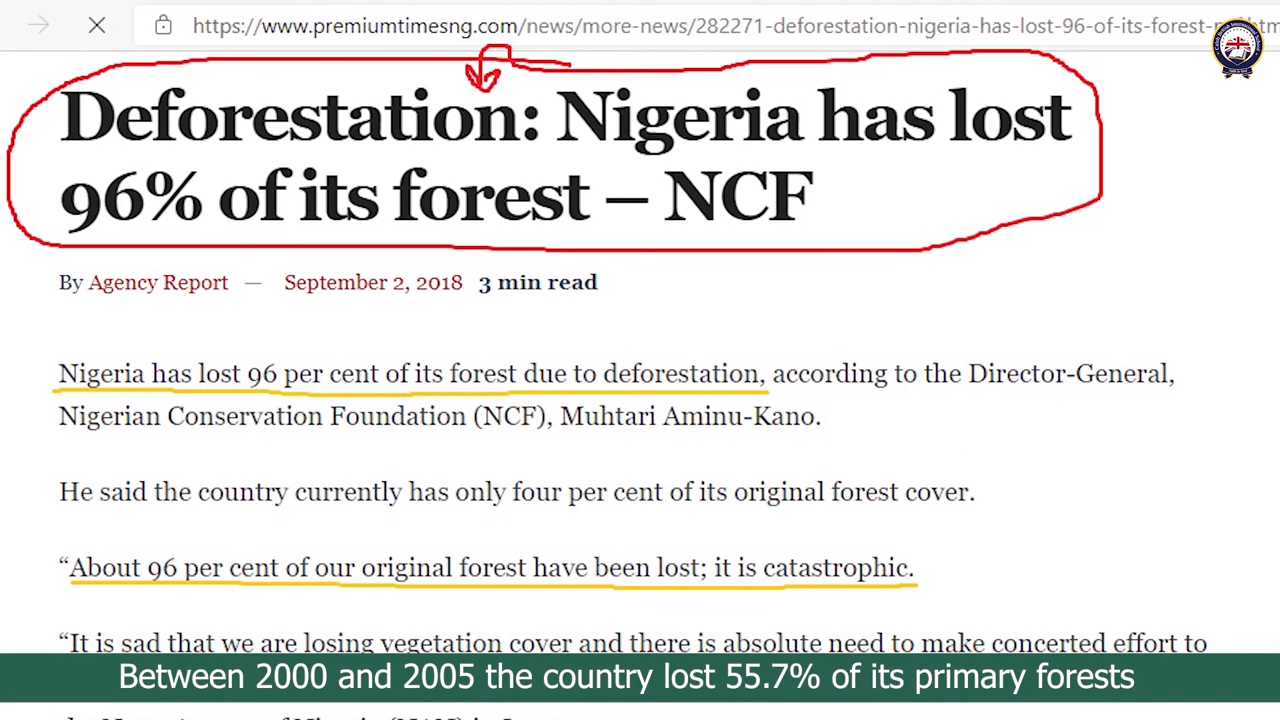 https://www.premiumtimesng.com/news/more-news/282271-deforestation-nigeria-has-lost-96-of-its-forest-
Deforestation: Nigeria has lost
96% of its forest – NCF
By Agency Report — September 2, 2018 3 min read
Nigeria has lost 96 per cent of its forest due to deforestation, according to the Director-General,
Nigerian Conservation Foundation (NCF), Muhtari Aminu-Kano.
He said the country currently has only four per cent of its original forest cover.
“About 96 per cent of our original forest have been lost; it is catastrophic.
“It is sad that we are losing vegetation cover and there is absolute need to make concerted effort to
Between 2000 and 2005 the country lost 55.7% of its primary forests